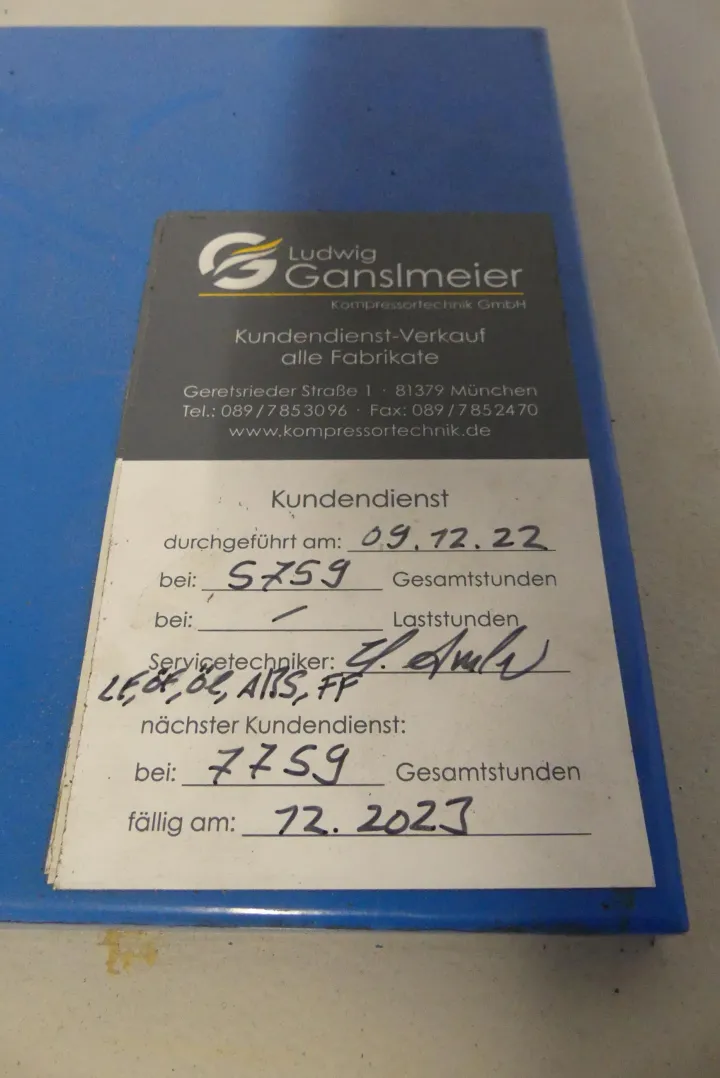 Ludwig
Ganslmeier
Kompressortechnik GmbH
Kundendienst-Verkauf
alle Fabrikate
Geretsrieder Straße 1 · 81379 München
Tel.: 089/7853096 · Fax: 089/7852470
www.kompressortechnik.de
Kundendienst
durchgeführt am: 09.12.22
bei: 5759 Gesamtstunden
bei: / Laststunden
Servicetechniker:
LF, ÖF, Öl, ABS, FF
nächster Kundendienst:
bei: 7759 Gesamtstunden
fällig am: 12.2023